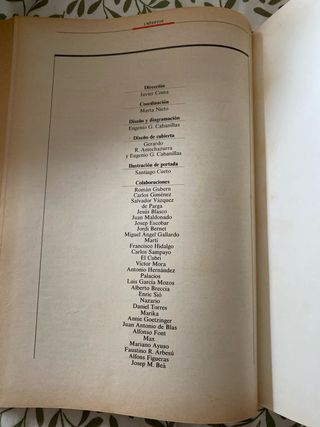 Dirección
Javier Coma
Coordinación
Marta Nieto
Diseño y diagramación
Eugenio G. Cabanillas
Diseño de cubierta
Gerardo
R. Amechazurra
y Eugenio G. Cabanillas
Ilustración de portada
Santiago Cueto
Colaboraciones
Román Gubern
Carlos Giménez
Salvador Vázquez
de Parga
Jesús Blasco
Juan Maldonado
Josep Escobar
Jordi Bernet
Miguel Angel Gallardo
Martí
Francisco Hidalgo
Carlos Sampayo
El Cubri
Víctor Mora
Antonio Hernández
Palacios
Luis García Mozos
Alberto Breccia
Enric Sió
Nazario
Daniel Torres
Marika
Annie Goetzinger
Juan Antonio de Blas
Alfonso Font
Max
Mariano Ayuso
Faustino R. Arbesú
Alfons Figueras
Josep M. Beà